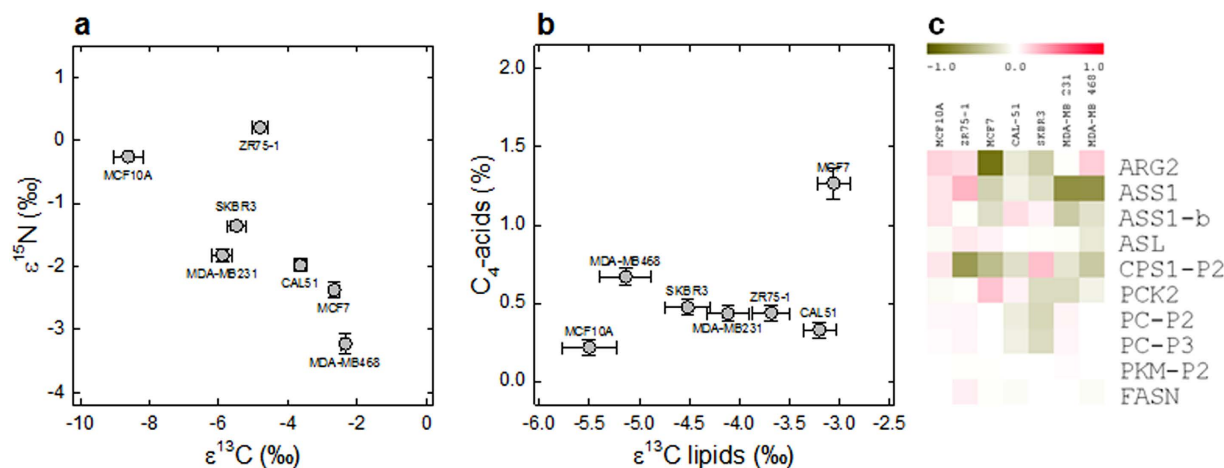 a
1
0
-1
-2
-3
-4
ε¹⁵N (‰)
MCF10A
ZR75-1
SKBR3
MDA-MB231
CAL51
MCF7
MDA-MB468
-10
-8
-6
-4
-2
0
ε¹³C (‰)
b
2.0
1.5
1.0
0.5
0.0
C₄-acids (%)
MCF7
MDA-MB468
SKBR3
ZR75-1
MDA-MB231
CAL51
MCF10A
-6.0
-5.5
-5.0
-4.5
-4.0
-3.5
-3.0
-2.5
ε¹³C lipids (‰)
c
-1.0
0.0
1.0
MCF10A
ZR75-1
MCF7
CAL-51
SKBR3
MDA-MB 231
MDA-MB 468
ARG2
ASS1
ASS1-b
ASL
CPS1-P2
PCK2
PC-P2
PC-P3
PKM-P2
FASN